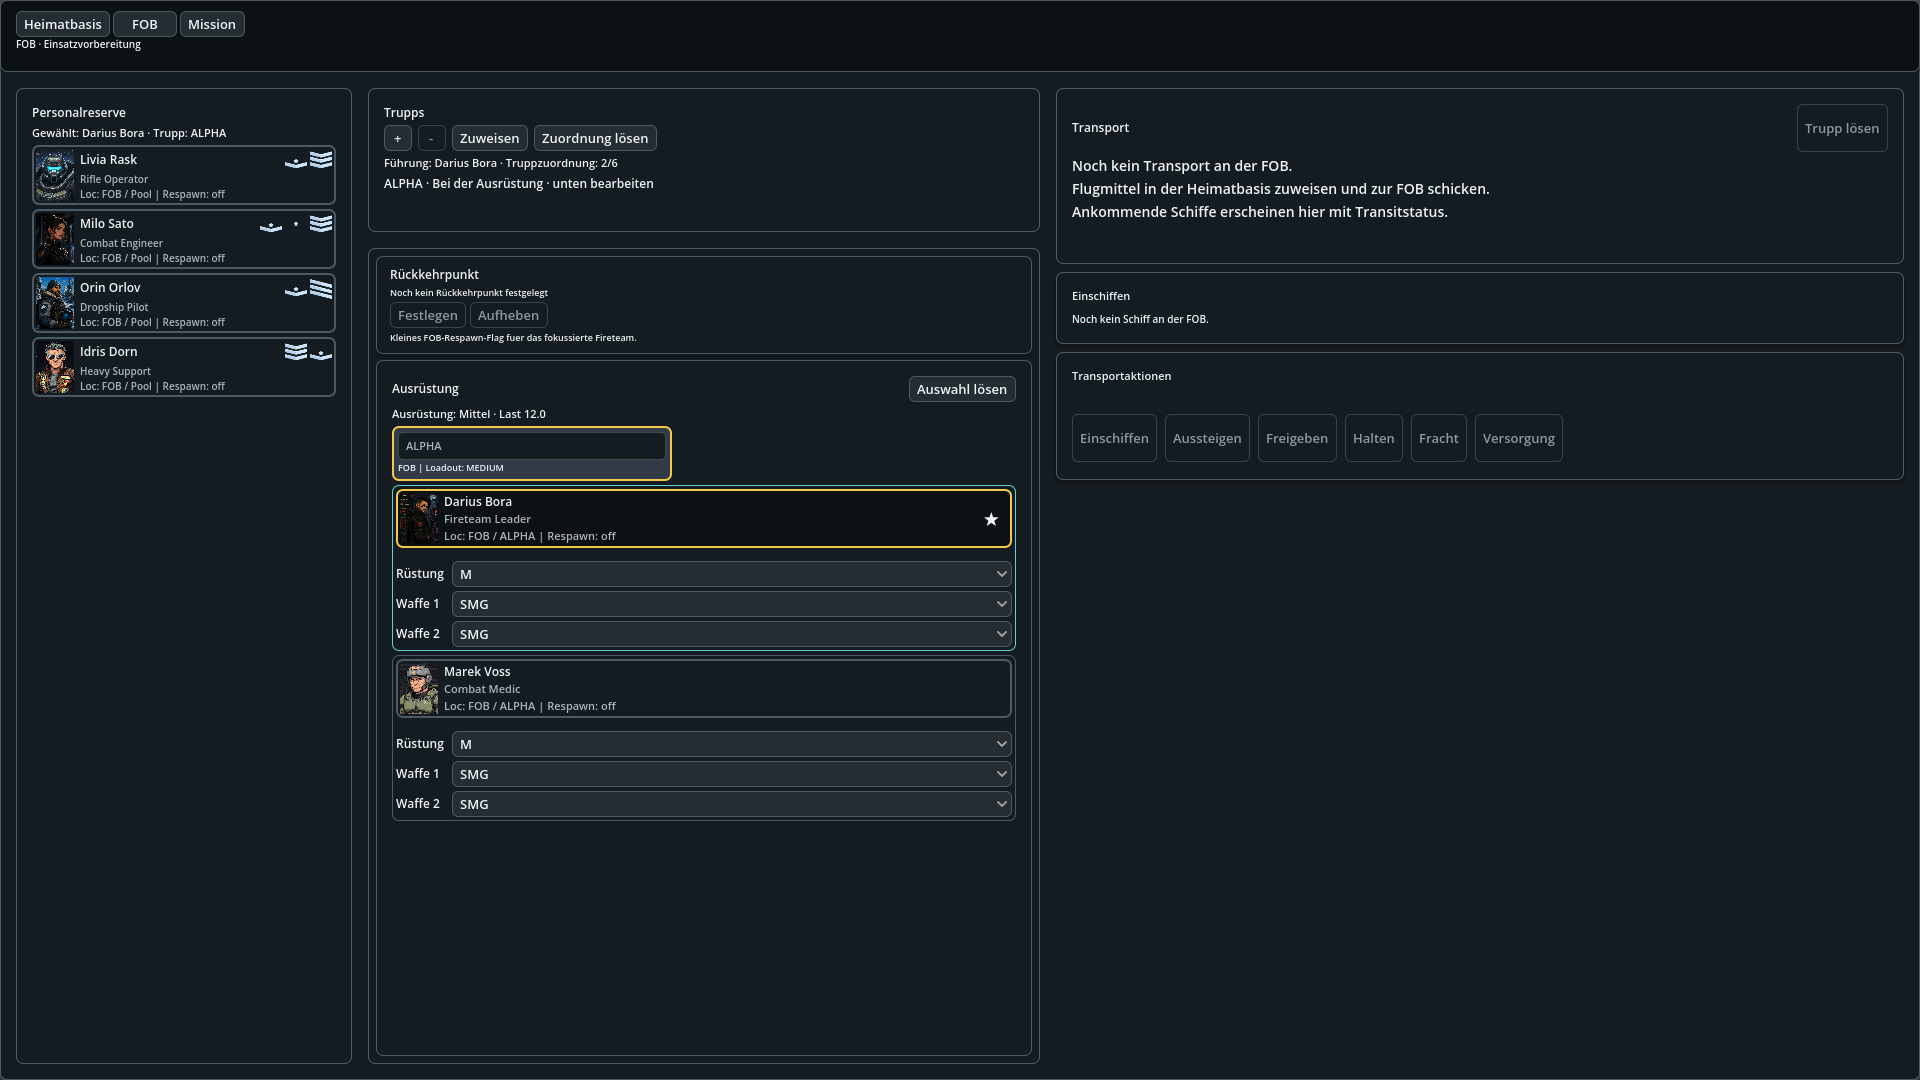 Heimatbasis FOB Mission
FOB · Einsatzvorbereitung
Personalreserve
Gewählt: Darius Bora · Trupp: ALPHA
Livia Rask
Rifle Operator
Loc: FOB / Pool | Respawn: off
Milo Sato
Combat Engineer
Loc: FOB / Pool | Respawn: off
Orin Orlov
Dropship Pilot
Loc: FOB / Pool | Respawn: off
Idris Dorn
Heavy Support
Loc: FOB / Pool | Respawn: off
Trupps
+ - Zuweisen Zuordnung lösen
Führung: Darius Bora · Truppzuordnung: 2/6
ALPHA · Bei der Ausrüstung · unten bearbeiten
Rückkehrpunkt
Noch kein Rückkehrpunkt festgelegt
Festlegen Aufheben
Kleines FOB-Respawn-Flag fuer das fokussierte Fireteam.
Ausrüstung Auswahl lösen
Ausrüstung: Mittel · Last 12.0
ALPHA
FOB | Loadout: MEDIUM
Darius Bora
Fireteam Leader
Loc: FOB / ALPHA | Respawn: off
Rüstung M
Waffe 1 SMG
Waffe 2 SMG
Marek Voss
Combat Medic
Loc: FOB / ALPHA | Respawn: off
Rüstung M
Waffe 1 SMG
Waffe 2 SMG
Transport Trupp lösen
Noch kein Transport an der FOB.
Flugmittel in der Heimatbasis zuweisen und zur FOB schicken.
Ankommende Schiffe erscheinen hier mit Transitstatus.
Einschiffen
Noch kein Schiff an der FOB.
Transportaktionen
Einschiffen Aussteigen Freigeben Halten Fracht Versorgung